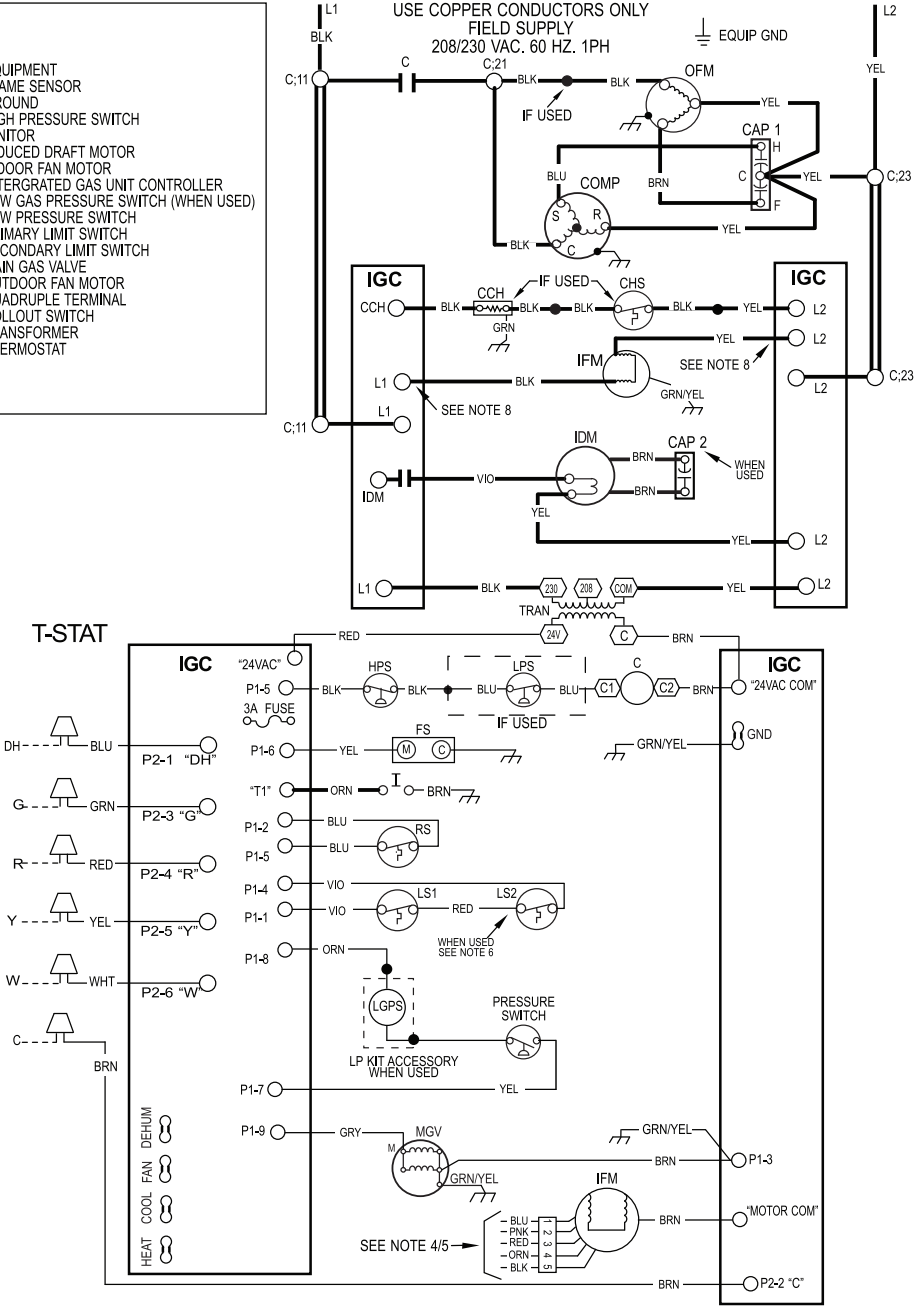 L1
BLK
USE COPPER CONDUCTORS ONLY
FIELD SUPPLY
208/230 VAC. 60 HZ. 1PH
EQUIP GND
L2
YEL
C;11
C
C;21
BLK
BLK
IF USED
OFM
YEL
CAP 1
H
C
F
YEL
C;23
BLU
COMP
BRN
S
R
C
YEL
BLK
GROUND
INDOOR FAN MOTOR
INTERGRATED GAS UNIT CONTROLLER
LOW GAS PRESSURE SWITCH (WHEN USED)
LOW PRESSURE SWITCH
PRIMARY LIMIT SWITCH
SECONDARY LIMIT SWITCH
MAIN GAS VALVE
OUTDOOR FAN MOTOR
QUADRUPLE TERMINAL
ROLLOUT SWITCH
TRANSFORMER
THERMOSTAT
IGC
IF USED
IGC
CCH
BLK
CCH
BLK
BLK
CHS
BLK
YEL
L2
GRN
YEL
L2
IFM
SEE NOTE 8
L1
BLK
L2
C;23
SEE NOTE 8
GRN/YEL
C;11
L1
IDM
CAP 2
BRN
WHEN
USED
IDM
VIO
BRN
YEL
YEL
L2
L1
BLK
230
208
COM
YEL
L2
TRAN
24V
C
T-STAT
RED
BRN
IGC
"24VAC"
IGC
P1-5
BLK
HPS
BLK
BLU
LPS
BLU
C1
C
C2
BRN
"24VAC COM"
3A FUSE
IF USED
DH
BLU
P2-1 "DH"
P1-6
YEL
FS
M
C
GRN/YEL
GND
"T1"
ORN
I
BRN
G
GRN
P2-3 "G"
P1-2
BLU
RS
P1-5
BLU
R
RED
P2-4 "R"
P1-4
VIO
P1-1
VIO
LS1
RED
LS2
Y
YEL
P2-5 "Y"
WHEN USED
SEE NOTE 6
P1-8
ORN
W
WHT
P2-6 "W"
LGPS
PRESSURE
SWITCH
C
BRN
LP KIT ACCESSORY
WHEN USED
P1-7
YEL
DEHUM
FAN
COOL
HEAT
P1-9
GRY
MGV
M
GRN/YEL
GRN/YEL
BRN
P1-3
IFM
SEE NOTE 4/5
BLU 1
PNK 2
RED 3
ORN 4
BLK 5
BRN
"MOTOR COM"
BRN
P2-2 "C"